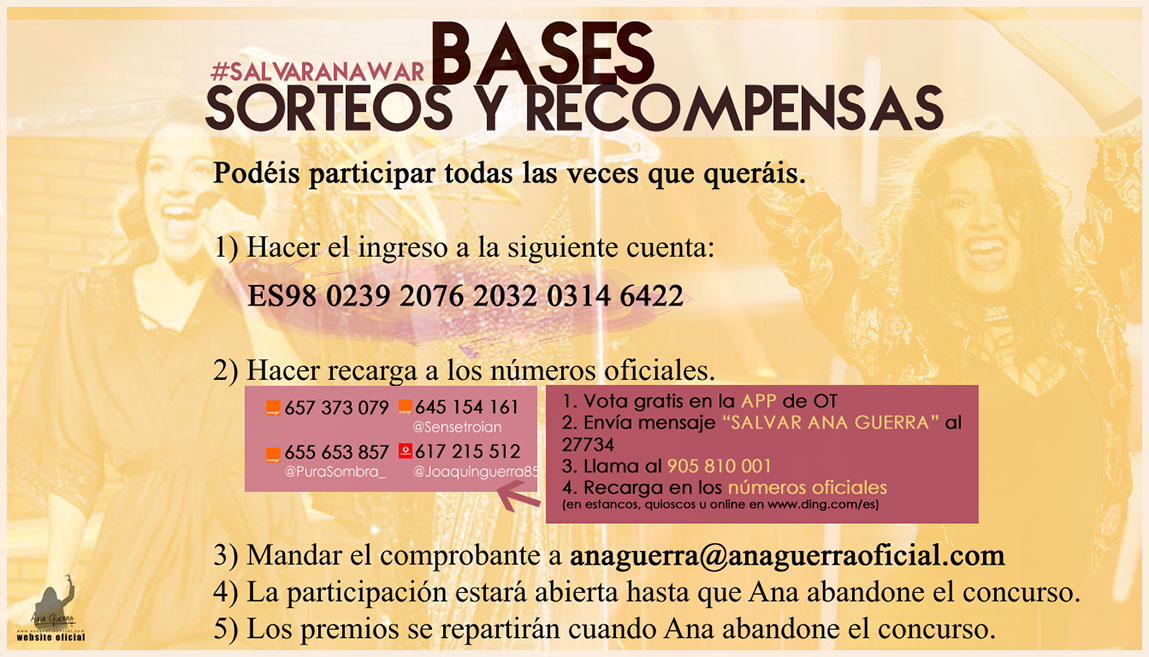 #SALVARANAWAR BASES
SORTEOS Y RECOMPENSAS
Podéis participar todas las veces que queráis.
1) Hacer el ingreso a la siguiente cuenta:
ES98 0239 2076 2032 0314 6422
2) Hacer recarga a los números oficiales.
657 373 079 645 154 161
@Sensetroian
655 653 857 617 215 512
@PuraSombra_ @Joaquinguerra85
1. Vota gratis en la APP de OT
2. Envía mensaje “SALVAR ANA GUERRA” al
27734
3. Llama al 905 810 001
4. Recarga en los números oficiales
(en estancos, quioscos u online en www.ding.com/es)
3) Mandar el comprobante a anaguerra@anaguerraoficial.com
4) La participación estará abierta hasta que Ana abandone el concurso.
5) Los premios se repartirán cuando Ana abandone el concurso.
Ana Guerra
website oficial